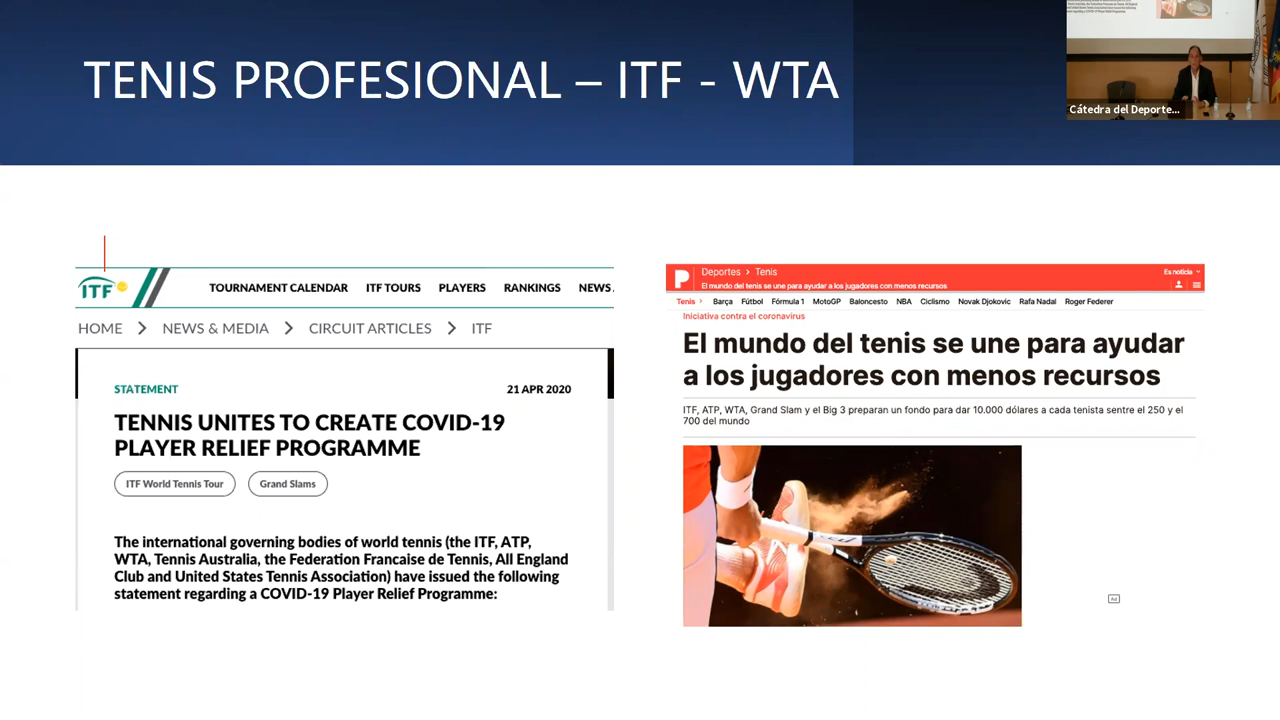 TENIS PROFESIONAL – ITF - WTA
Cátedra del Deporte...
ITF
TOURNAMENT CALENDAR ITF TOURS PLAYERS RANKINGS NEWS
HOME > NEWS & MEDIA > CIRCUIT ARTICLES > ITF
STATEMENT 21 APR 2020
TENNIS UNITES TO CREATE COVID-19
PLAYER RELIEF PROGRAMME
ITF World Tennis Tour Grand Slams
The international governing bodies of world tennis (the ITF, ATP,
WTA, Tennis Australia, the Federation Francaise de Tennis, All England
Club and United States Tennis Association) have issued the following
statement regarding a COVID-19 Player Relief Programme:
P
Deportes > Tenis
Es noticia
El mundo del tenis se une para ayudar a los jugadores con menos recursos
Tenis > Barça Fútbol Fórmula 1 MotoGP Baloncesto NBA Ciclismo Novak Djokovic Rafa Nadal Roger Federer
Iniciativa contra el coronavirus
El mundo del tenis se une para ayudar
a los jugadores con menos recursos
ITF, ATP, WTA, Grand Slam y el Big 3 preparan un fondo para dar 10.000 dólares a cada tenista sentre el 250 y el
700 del mundo
Ad